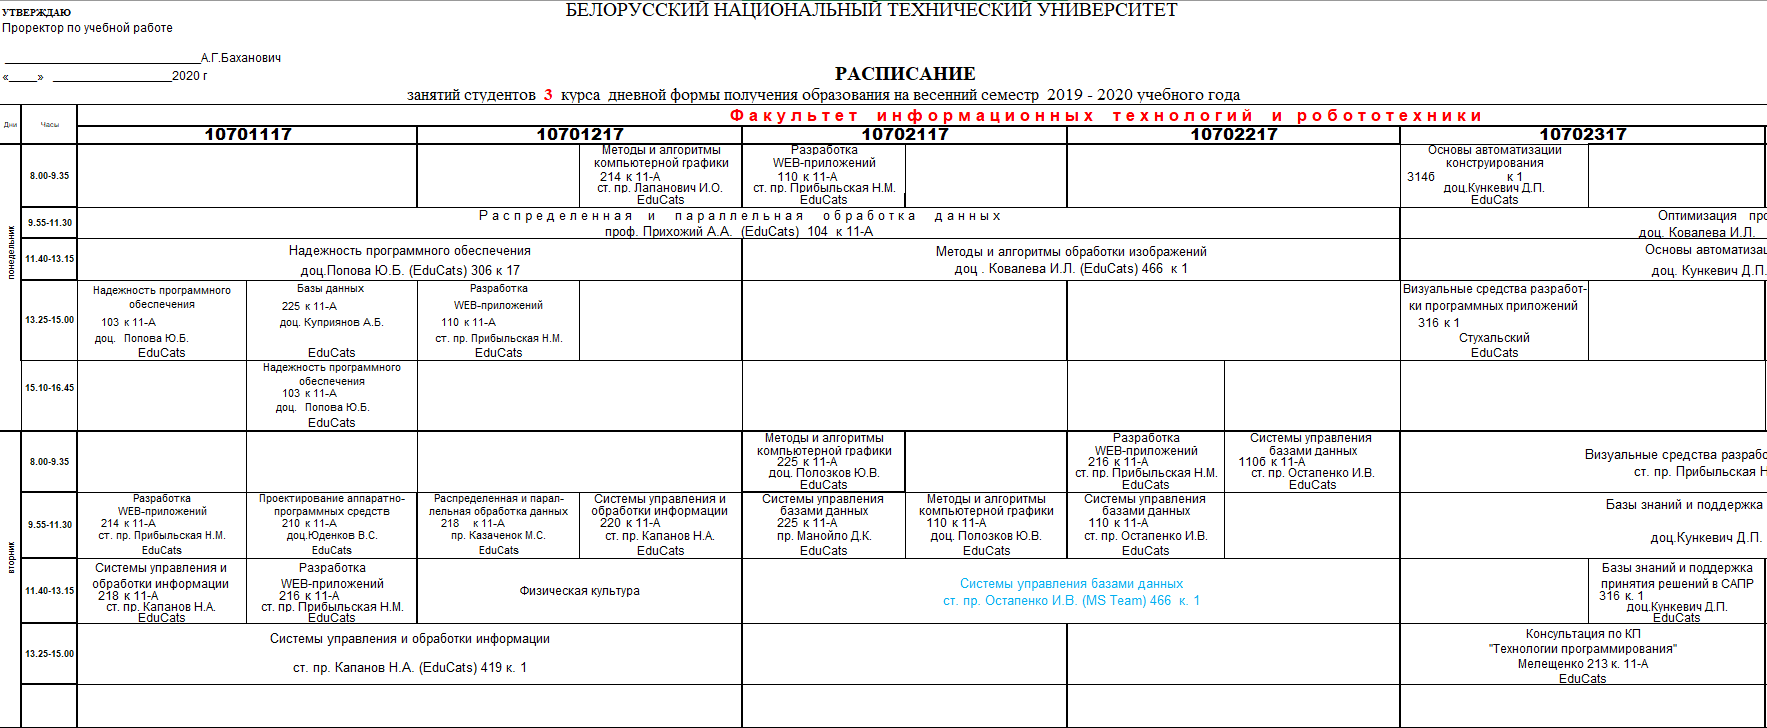 УТВЕРЖДАЮ
БЕЛОРУССКИЙ НАЦИОНАЛЬНЫЙ ТЕХНИЧЕСКИЙ УНИВЕРСИТЕТ
Проректор по учебной работе
А.Г.Баханович
«____» ____________________2020 г
РАСПИСАНИЕ
занятий студентов 3 курса дневной формы получения образования на весенний семестр 2019 - 2020 учебного года
Дни
Часы
Факультет информационных технологий и робототехники
10701117
10701217
10702117
10702217
10702317
понедельник
8.00-9.35
Методы и алгоритмы
компьютерной графики
214 к 11-А
ст. пр. Лапанович И.О.
EduCats
Разработка
WEB-приложений
110 к 11-А
ст. пр. Прибыльская Н.М.
EduCats
Основы автоматизации
конструирования
314б к 1
доц.Кункевич Д.П.
EduCats
9.55-11.30
Распределенная и параллельная обработка данных
проф. Прихожий А.А. (EduCats) 104 к 11-А
Оптимизация про
доц. Ковалева И.Л.
11.40-13.15
Надежность программного обеспечения
доц.Попова Ю.Б. (EduCats) 306 к 17
Методы и алгоритмы обработки изображений
доц . Ковалева И.Л. (EduCats) 466 к 1
Основы автоматизац
доц. Кункевич Д.П.
13.25-15.00
Надежность программного
обеспечения
103 к 11-А
доц. Попова Ю.Б.
EduCats
Базы данных
225 к 11-А
доц. Куприянов А.Б.
EduCats
Разработка
WEB-приложений
110 к 11-А
ст. пр. Прибыльская Н.М.
EduCats
Визуальные средства разработ-
ки программных приложений
316 к 1
Стухальский
EduCats
15.10-16.45
Надежность программного
обеспечения
103 к 11-А
доц. Попова Ю.Б.
EduCats
вторник
8.00-9.35
Методы и алгоритмы
компьютерной графики
225 к 11-А
доц. Полозков Ю.В.
EduCats
Разработка
WEB-приложений
216 к 11-А
ст. пр. Прибыльская Н.М.
EduCats
Системы управления
базами данных
110б к 11-А
ст. пр. Остапенко И.В.
EduCats
Визуальные средства разрабо
ст. пр. Прибыльская Н
9.55-11.30
Разработка
WEB-приложений
214 к 11-А
ст. пр. Прибыльская Н.М.
EduCats
Проектирование аппаратно-
программных средств
210 к 11-А
доц.Юденков В.С.
EduCats
Распределенная и парал-
лельная обработка данных
218 к 11-А
пр. Казаченок М.С.
EduCats
Системы управления и
обработки информации
220 к 11-А
ст. пр. Капанов Н.А.
EduCats
Системы управления
базами данных
225 к 11-А
пр. Манойло Д.К.
EduCats
Методы и алгоритмы
компьютерной графики
110 к 11-А
доц. Полозков Ю.В.
EduCats
Системы управления
базами данных
110 к 11-А
ст. пр. Остапенко И.В.
EduCats
Базы знаний и поддержка
доц.Кункевич Д.П.
11.40-13.15
Системы управления и
обработки информации
218 к 11-А
ст. пр. Капанов Н.А.
EduCats
Разработка
WEB-приложений
216 к 11-А
ст. пр. Прибыльская Н.М.
EduCats
Физическая культура
Системы управления базами данных
ст. пр. Остапенко И.В. (MS Team) 466 к. 1
Базы знаний и поддержка
принятия решений в САПР
316 к. 1
доц.Кункевич Д.П.
EduCats
13.25-15.00
Системы управления и обработки информации
ст. пр. Капанов Н.А. (EduCats) 419 к. 1
Консультация по КП
"Технологии программирования"
Мелещенко 213 к. 11-А
EduCats